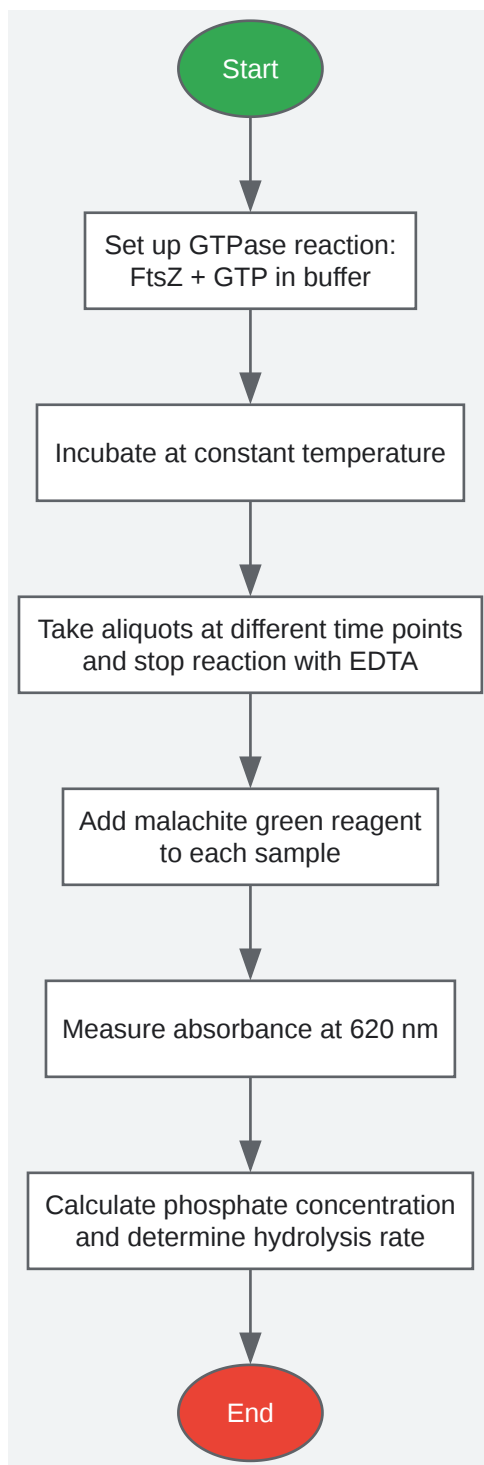 Start
Set up GTPase reaction:
FtsZ + GTP in buffer
Incubate at constant temperature
Take aliquots at different time points
and stop reaction with EDTA
Add malachite green reagent
to each sample
Measure absorbance at 620 nm
Calculate phosphate concentration
and determine hydrolysis rate
End